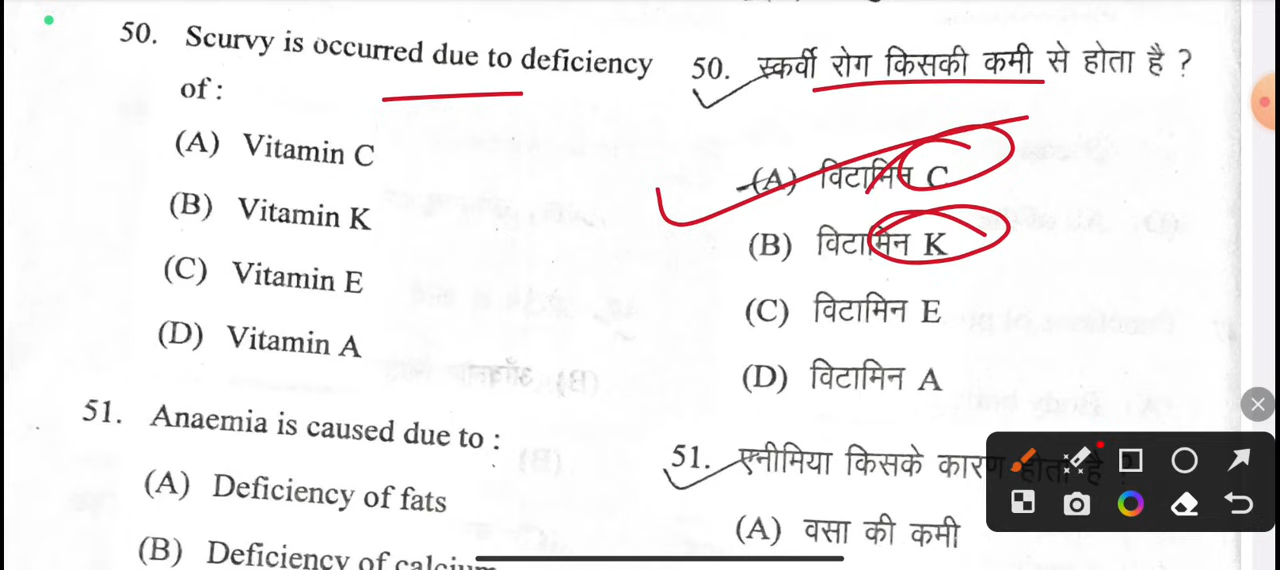 50. Scurvy is occurred due to deficiency
of :
(A) Vitamin C
(B) Vitamin K
(C) Vitamin E
(D) Vitamin A
51. Anaemia is caused due to :
(A) Deficiency of fats
(B) Deficiency of calcium
50. स्कर्वी रोग किसकी कमी से होता है ?
(A) विटामिन C
(B) विटामिन K
(C) विटामिन E
(D) विटामिन A
51. एनीमिया किसके कारण होता है ?
(A) वसा की कमी